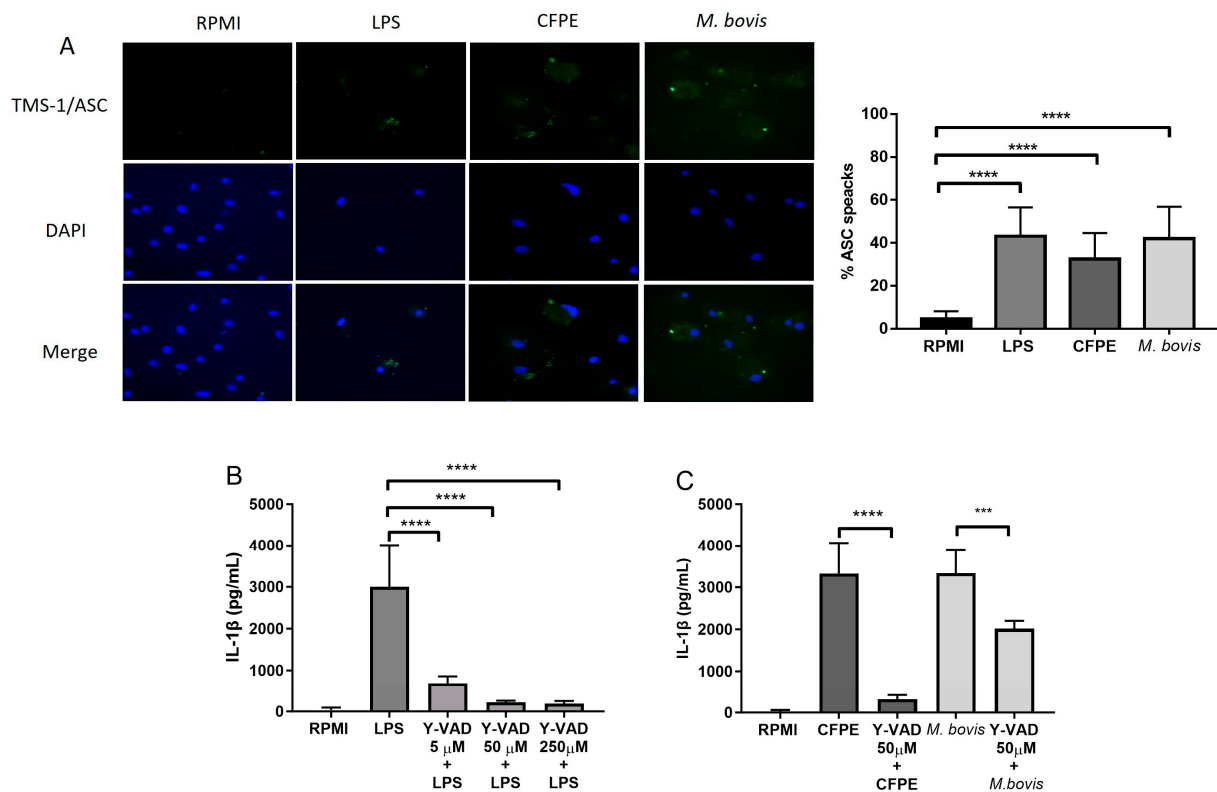 RPMI LPS CFPE M. bovis
A
TMS-1/ASC
DAPI
Merge
% ASC speacks
100
80
60
40
20
0
****
****
****
RPMI LPS CFPE M. bovis
B
IL-1β (pg/mL)
5000
4000
3000
2000
1000
0
****
****
****
RPMI LPS Y-VAD Y-VAD Y-VAD
5 μM 50 μM 250μM
+ + +
LPS LPS LPS
C
IL-1β (pg/mL)
5000
4000
3000
2000
1000
0
**** ***
RPMI CFPE Y-VAD M. bovis Y-VAD
50μM 50μM
+ +
CFPE M.bovis